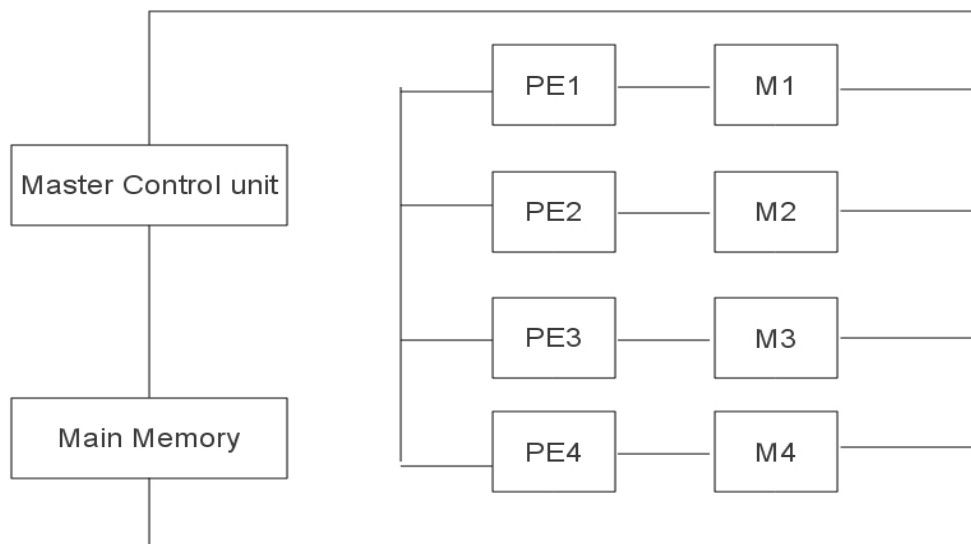 PE1
M1
Master Control unit
PE2
M2
PE3
M3
Main Memory
PE4
M4